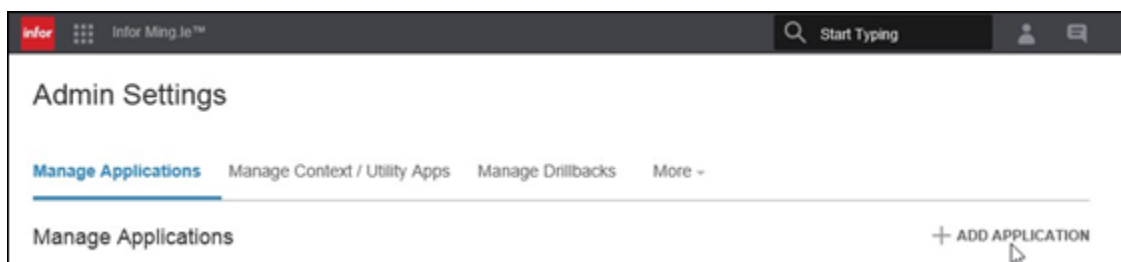 infor Infor Ming.le™ Start Typing
Admin Settings
Manage Applications Manage Context / Utility Apps Manage Drillbacks More
Manage Applications + ADD APPLICATION